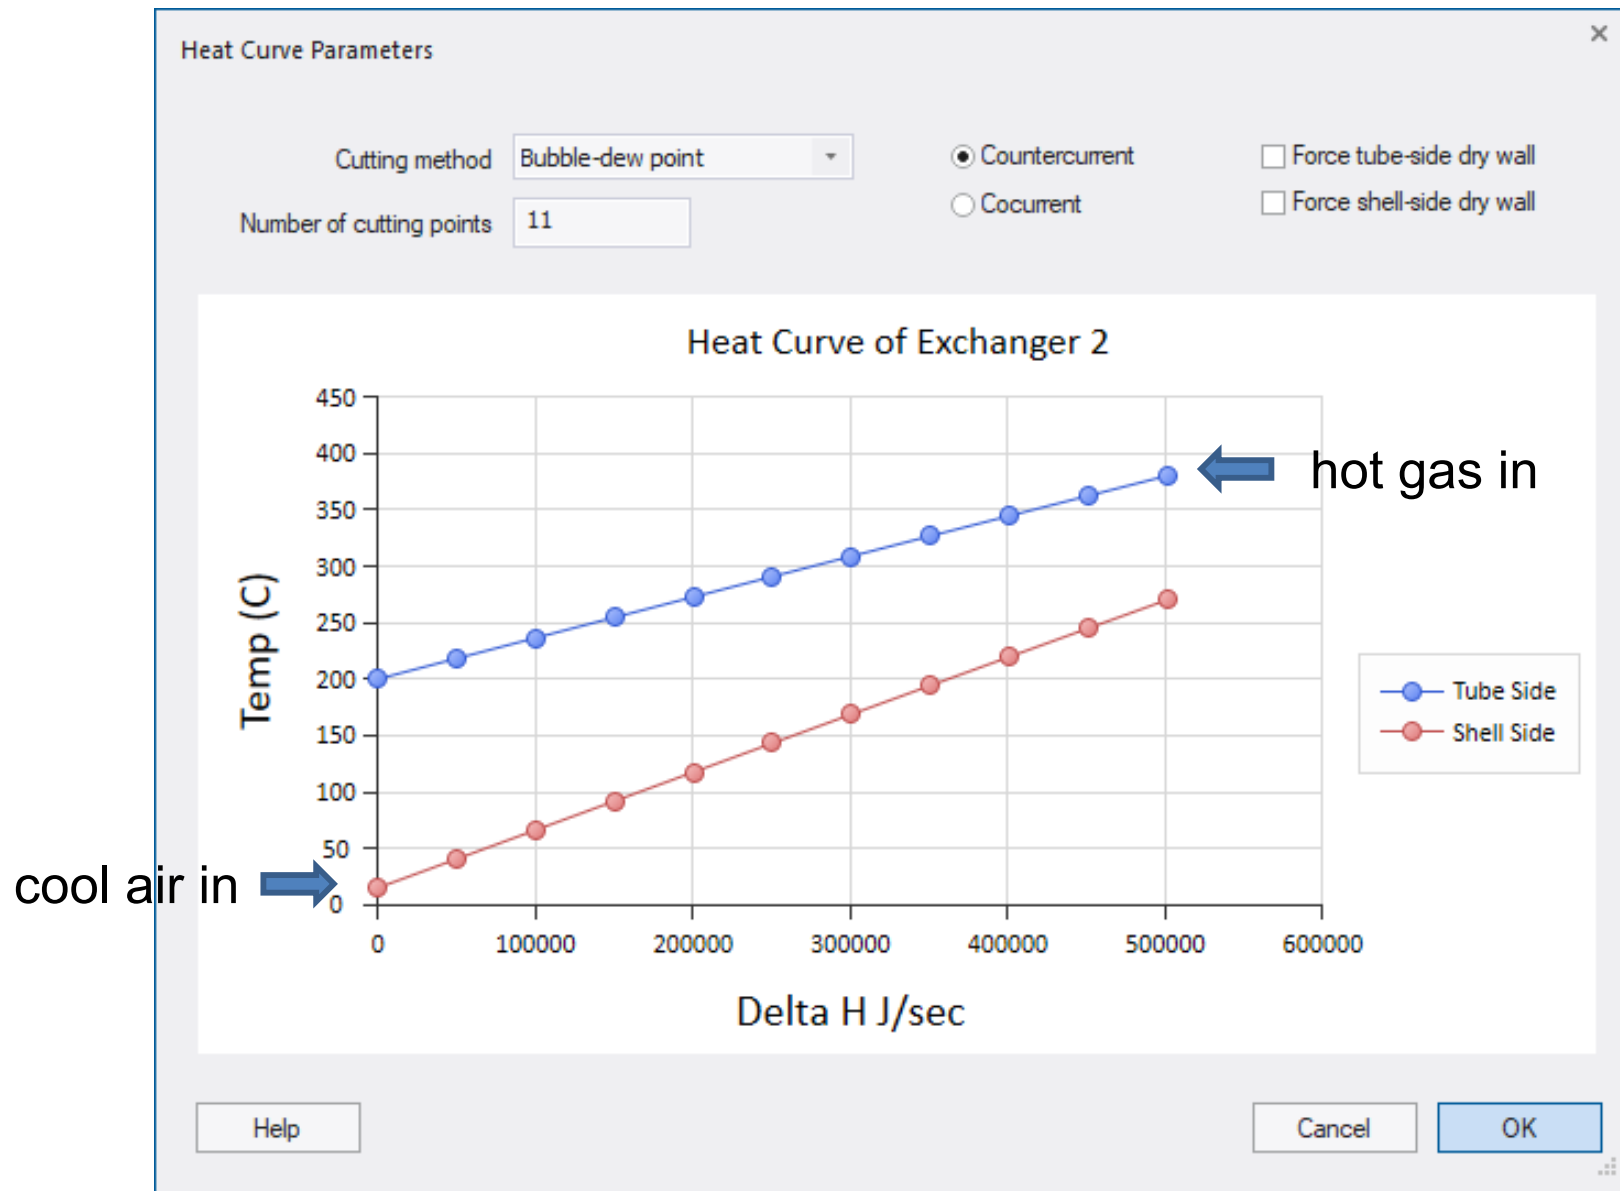 Heat Curve Parameters
Cutting method Bubble-dew point
Countercurrent
Force tube-side dry wall
Number of cutting points 11
Cocurrent
Force shell-side dry wall
Heat Curve of Exchanger 2
450
400
350
300
250
200
150
100
50
0
Temp (C)
0 100000 200000 300000 400000 500000 600000
Delta H J/sec
hot gas in
cool air in
Tube Side
Shell Side
Help
Cancel
OK